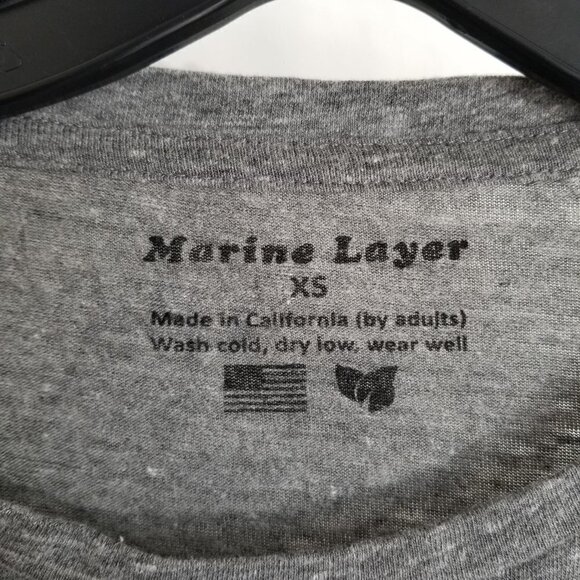 Marine Layer
XS
Made in California (by adults)
Wash cold, dry low, wear well